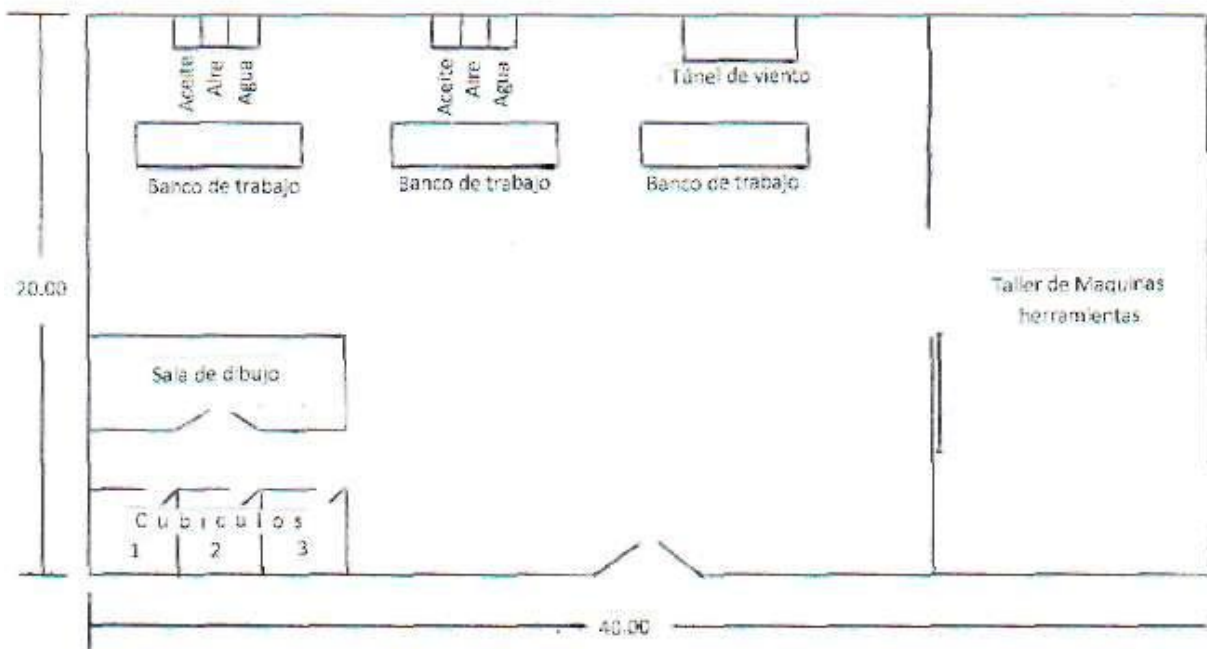 Aceite
Aire
Agua
Aceite
Aire
Agua
Túnel de viento
Banco de trabajo
Banco de trabajo
Banco de trabajo
20.00
Taller de Maquinas
herramientas
Sala de dibujo
Cubiculos
1 2 3
40.00